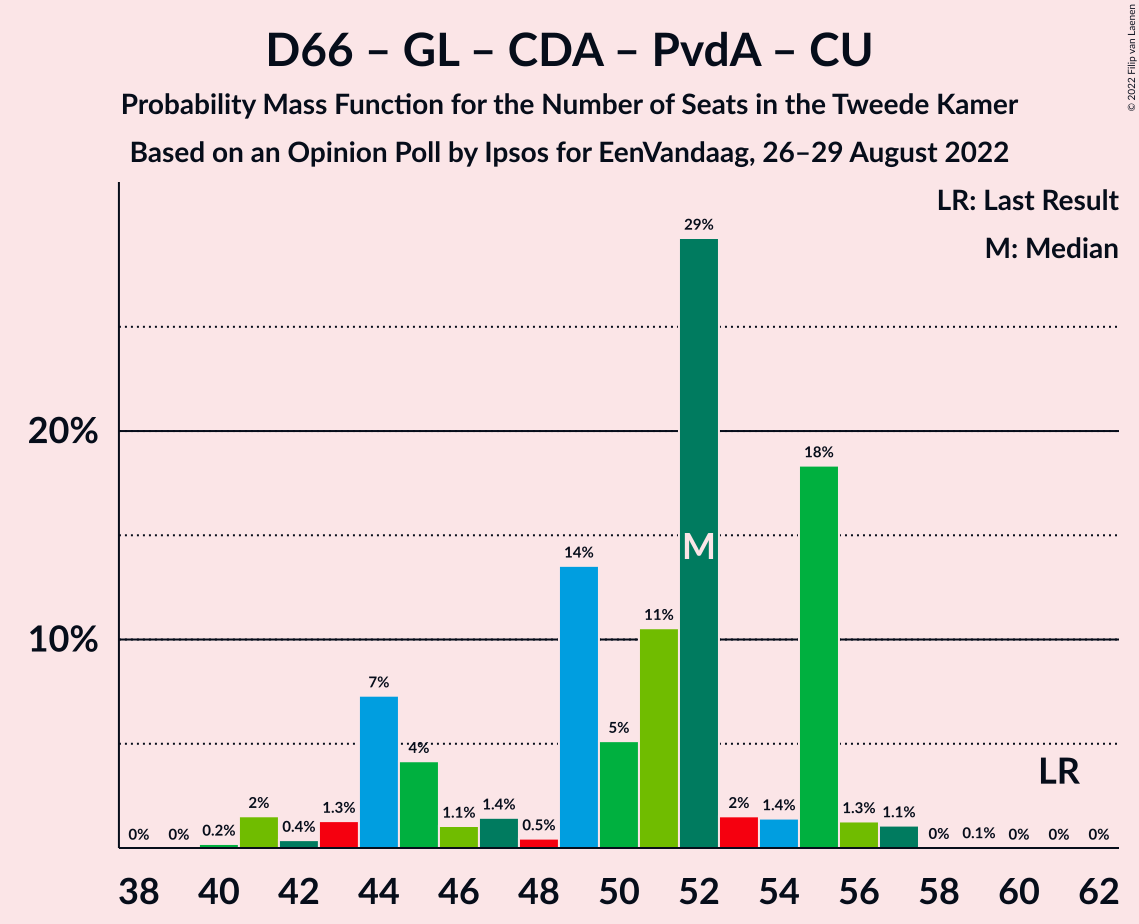 D66 – GL – CDA – PvdA – CU
Probability Mass Function for the Number of Seats in the Tweede Kamer
Based on an Opinion Poll by Ipsos for EenVandaag, 26–29 August 2022
© 2022 Filip van Laenen
LR: Last Result
M: Median
20%
10%
0% 0% 0.2% 2% 0.4% 1.3% 7% 4% 1.1% 1.4% 0.5% 14% 5% 11% 29% 2% 1.4% 18% 1.3% 1.1% 0% 0.1% 0% 0% 0%
M
LR
38 40 42 44 46 48 50 52 54 56 58 60 62